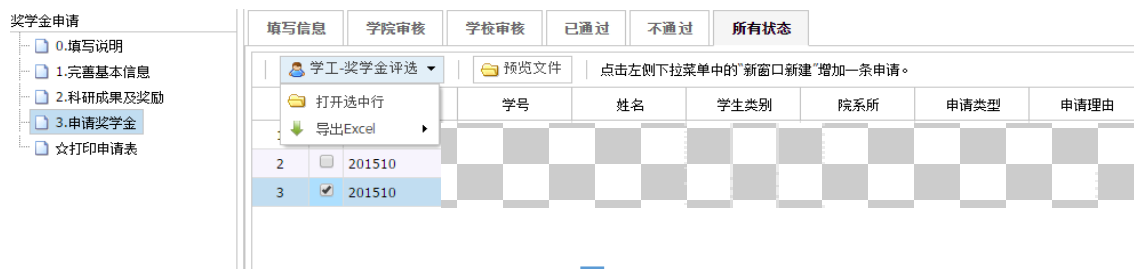 奖学金申请
0.填写说明
1.完善基本信息
2.科研成果及奖励
3.申请奖学金
☆打印申请表
填写信息 学院审核 学校审核 已通过 不通过 所有状态
学工-奖学金评选 预览文件 点击左侧下拉菜单中的"新窗口新建"增加一条申请。
打开选中行
导出Excel
学号 姓名 学生类别 院系所 申请类型 申请理由
2 201510
3 201510